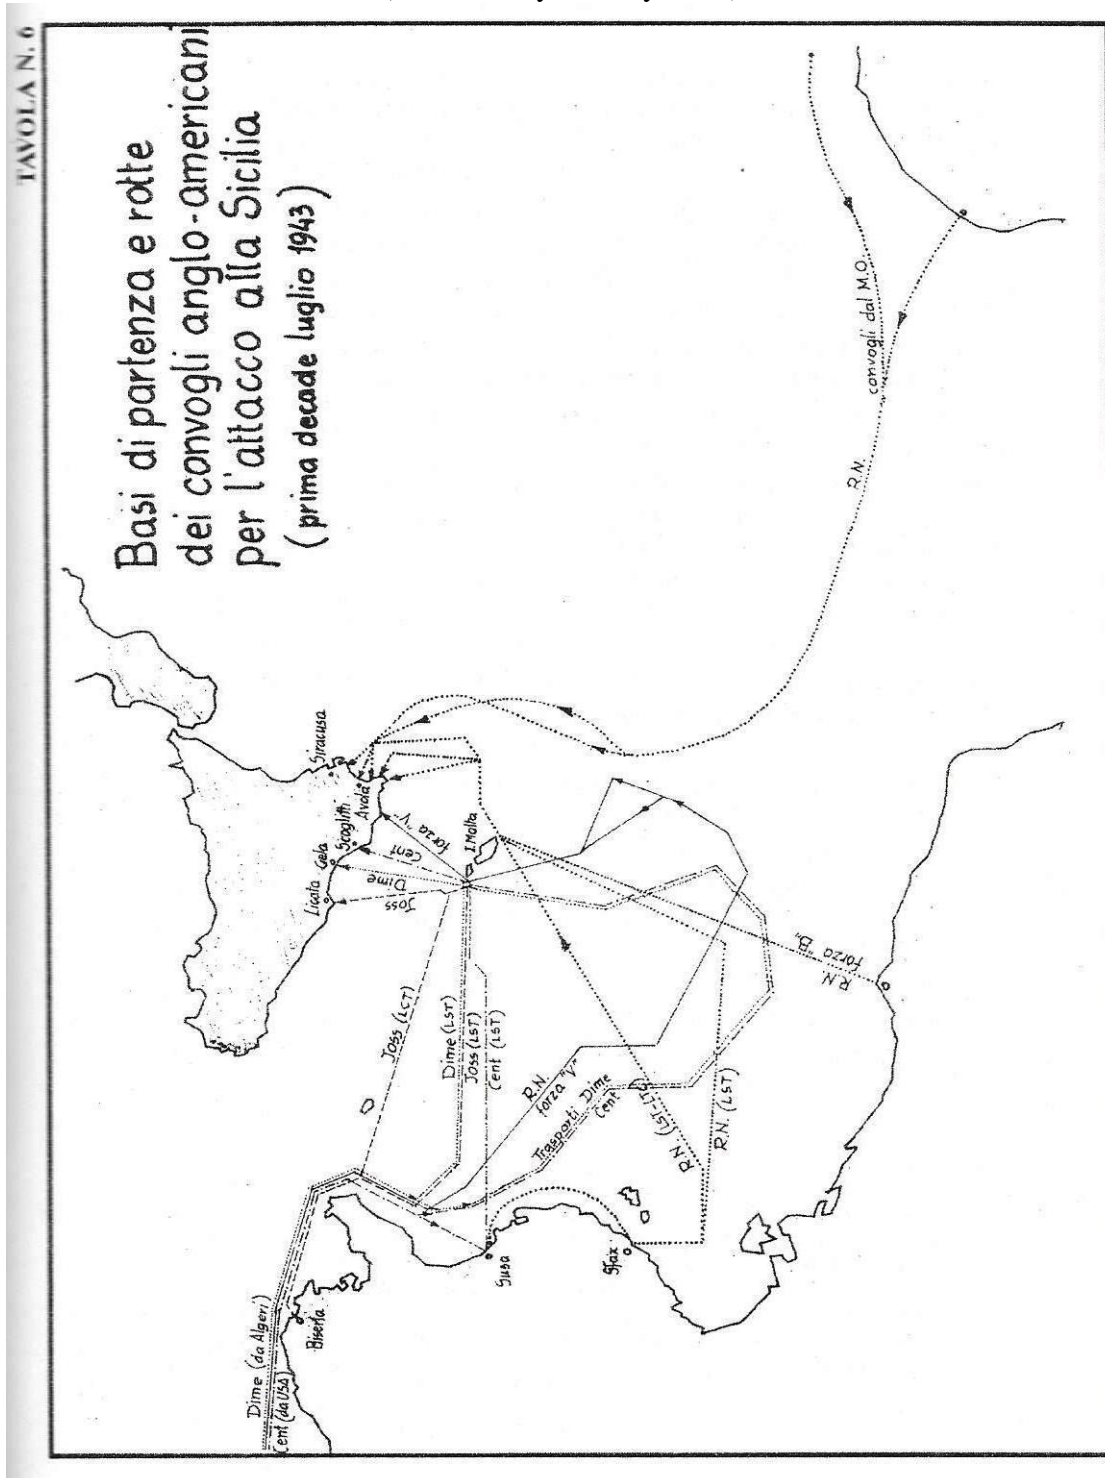 TAVOLA N. 6
Basi di partenza e rotte
dei convogli anglo-americani
per l'attacco alla Sicilia
(prima decade luglio 1943)
Siracusa
Avola
Scoglitti
Gela
Licata
forza "V"
Cent
Dime
Joss
I. Malta
convogli dal M.O.
R.N.
Joss (LCT)
Dime (LST)
Joss (LST)
Cent (LST)
R.N.
forza "V"
Trasporti Dime
Cent
R.N. (LST)
R.N.
forza "B"
Susa
Sfax
Biserta
Dime (da Algeri)
Cent (da USA)